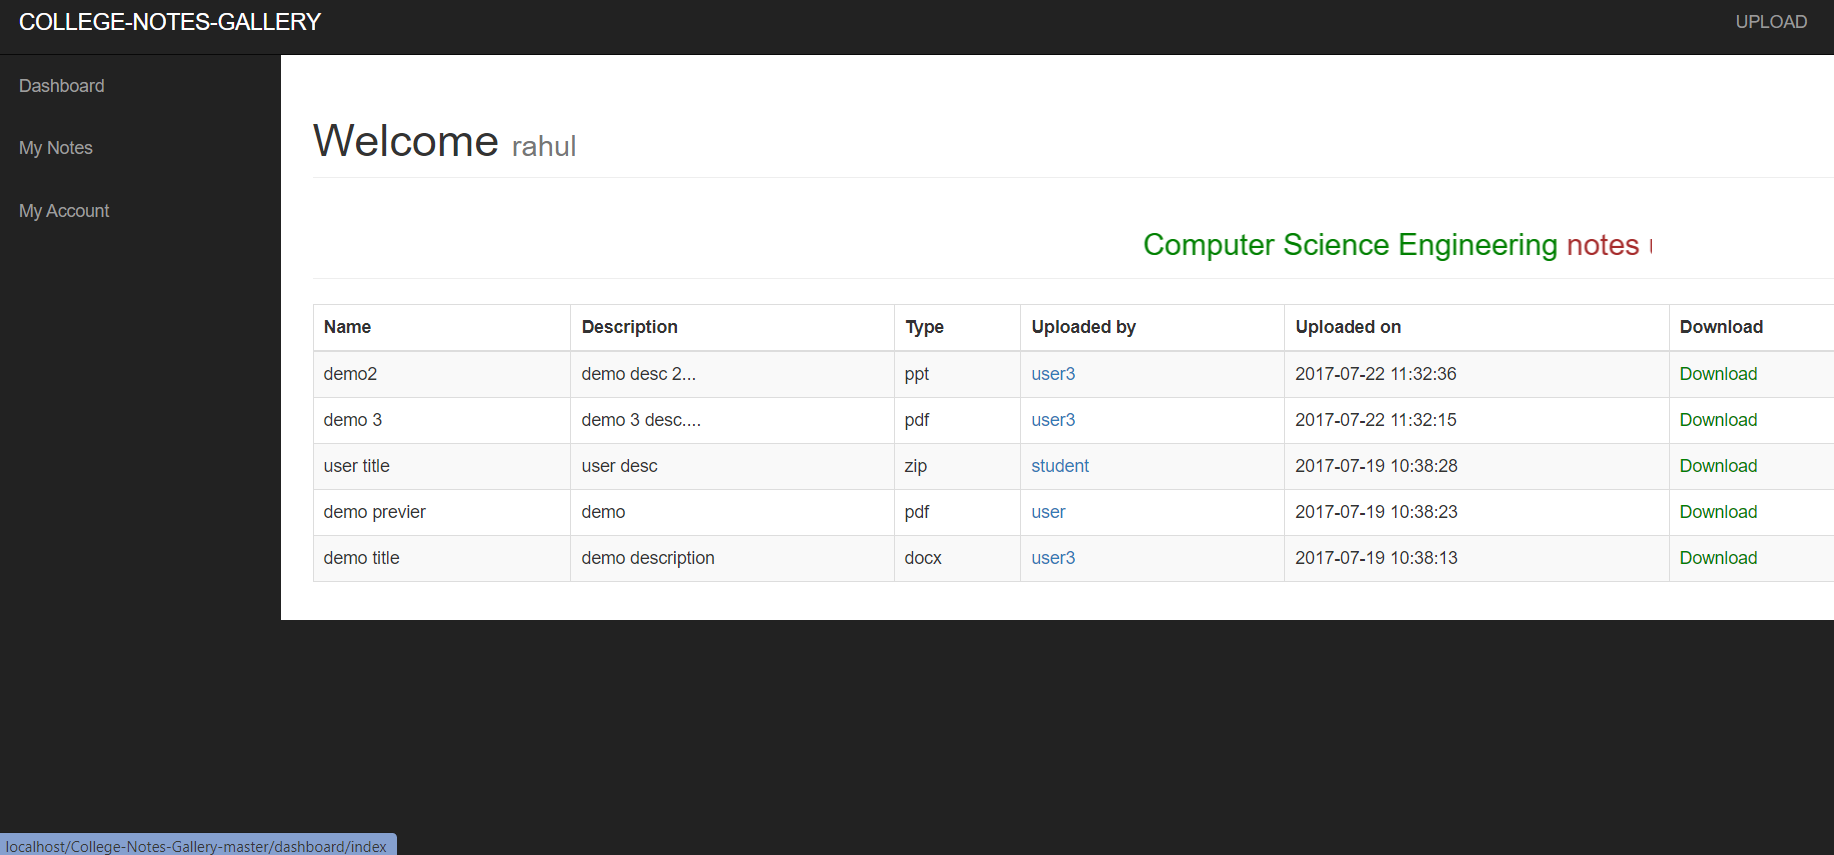 COLLEGE-NOTES-GALLERY UPLOAD
Dashboard
My Notes
My Account
Welcome rahul
Computer Science Engineering notes
Name Description Type Uploaded by Uploaded on Download
demo2 demo desc 2... ppt user3 2017-07-22 11:32:36 Download
demo 3 demo 3 desc.... pdf user3 2017-07-22 11:32:15 Download
user title user desc zip student 2017-07-19 10:38:28 Download
demo previer demo pdf user 2017-07-19 10:38:23 Download
demo title demo description docx user3 2017-07-19 10:38:13 Download
localhost/College-Notes-Gallery-master/dashboard/index